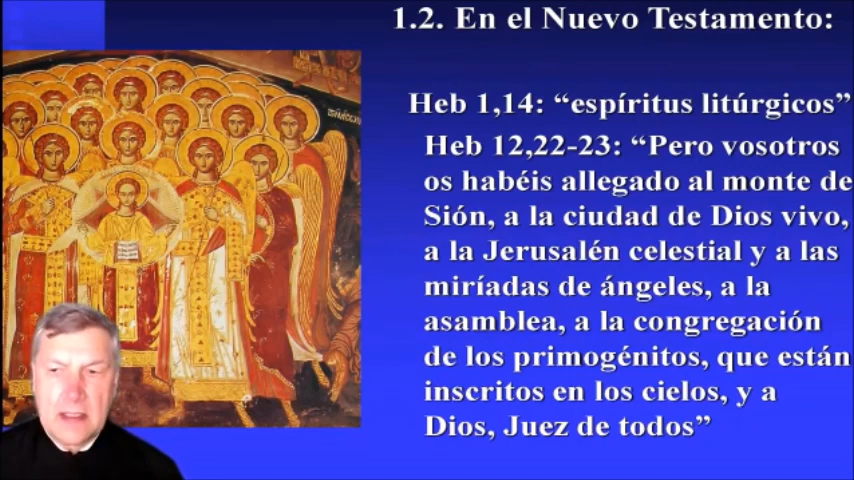 1.2. En el Nuevo Testamento:
Heb 1,14: “espíritus litúrgicos”
Heb 12,22-23: “Pero vosotros
os habéis allegado al monte de
Sión, a la ciudad de Dios vivo,
a la Jerusalén celestial y a las
miríadas de ángeles, a la
asamblea, a la congregación
de los primogénitos, que están
inscritos en los cielos, y a
Dios, Juez de todos”